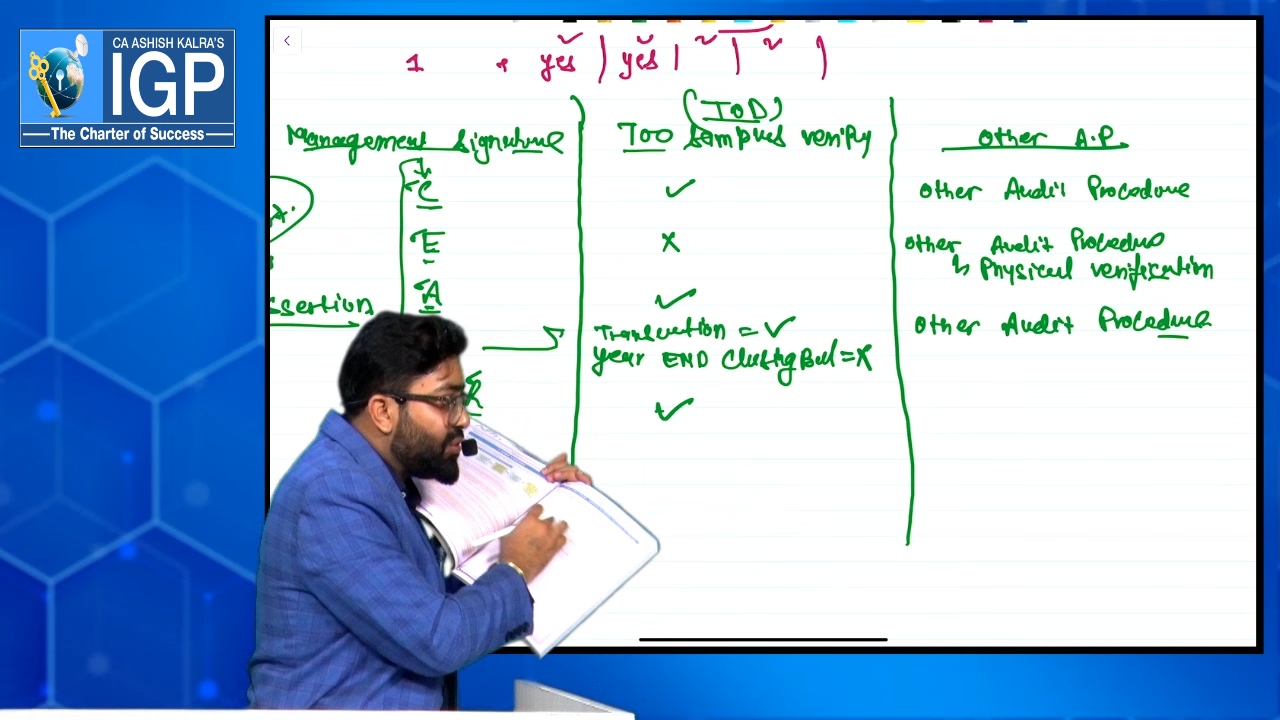 CA ASHISH KALRA'S
IGP
The Charter of Success
1 . yes | yes |
(TOD)
Management Signature
TOO Samples verify
Other A.P.
C
Other Audit Procedure
E
X
Other Audit Procedure
↳ Physical verification
A
ssertion
Transaction = ✓
Other Audit Procedure
year END Closing Bal = X
R